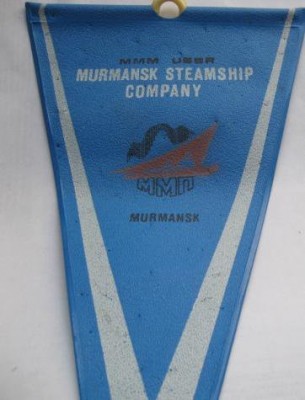 MMM USSR
MURMANSK STEAMSHIP
COMPANY
ММП
MURMANSK